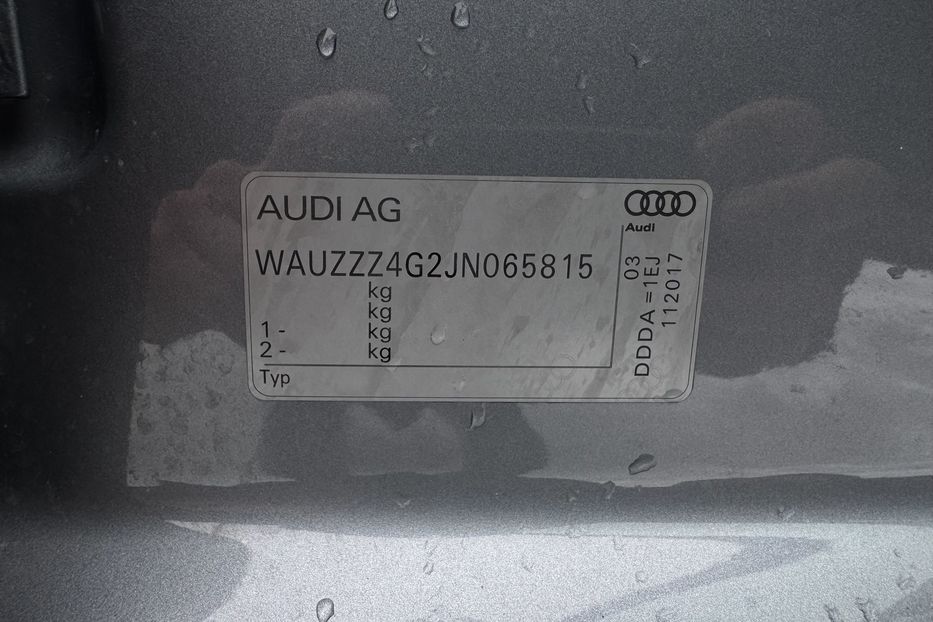 AUDI AG
Audi
WAUZZZ4G2JN065815
kg
kg
1 - kg
2 - kg
Typ
03
DDDA =1EJ
112017